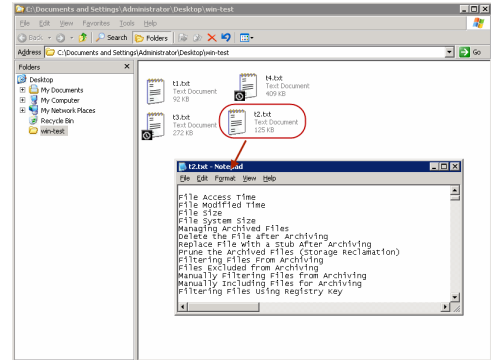 C:\Documents and Settings\Administrator\Desktop\win-test
File Edit View Favorites Tools Help
Back Search Folders
Address C:\Documents and Settings\Administrator\Desktop\win-test Go
Folders
Desktop
My Documents
My Computer
My Network Places
Recycle Bin
win-test
t1.txt
Text Document
92 KB
t4.txt
Text Document
409 KB
t3.txt
Text Document
272 KB
t2.txt
Text Document
125 KB
t2.txt - Notepad
File Edit Format View Help
File Access Time
File Modified Time
File Size
File System Size
Managing Archived Files
Delete the File after Archiving
Replace File with a Stub After Archiving
Prune the Archived Files (Storage Reclamation)
Filtering Files From Archiving
Files Excluded from Archiving
Manually Filtering Files from Archiving
Manually Including Files for Archiving
Filtering Files Using Registry Key